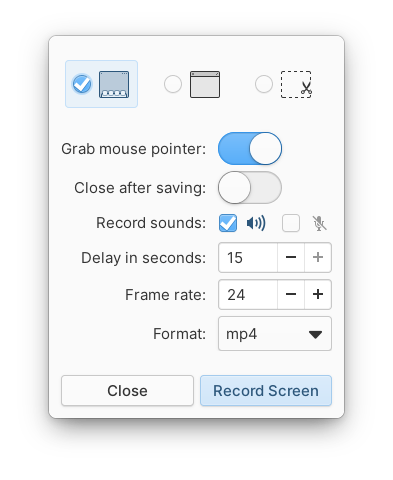 Grab mouse pointer:
Close after saving:
Record sounds:
Delay in seconds: 15
Frame rate: 24
Format: mp4
Close Record Screen